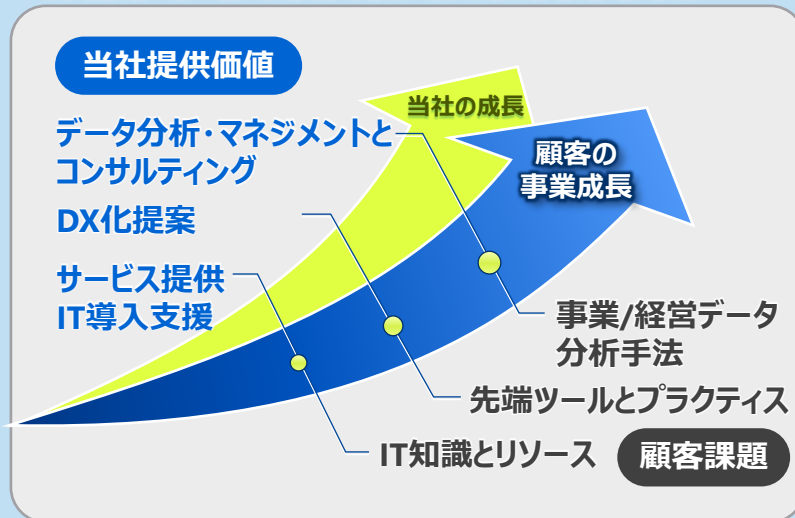 当社提供価値
データ分析・マネジメントと
コンサルティング
DX化提案
サービス提供
IT導入支援
当社の成長
顧客の
事業成長
事業/経営データ
分析手法
先端ツールとプラクティス
IT知識とリソース
顧客課題